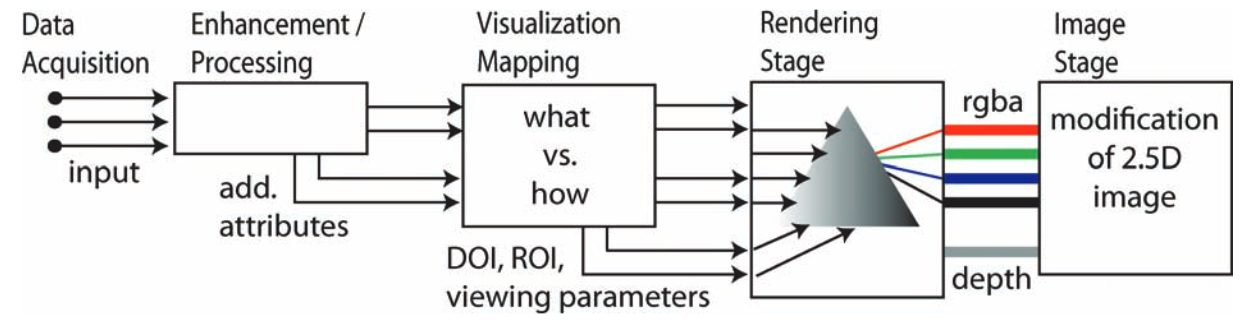 Data
Acquisition
Enhancement /
Processing
Visualization
Mapping
Rendering
Stage
Image
Stage
input
add.
attributes
what
vs.
how
DOI, ROI,
viewing parameters
rgba
depth
modification
of 2.5D
image